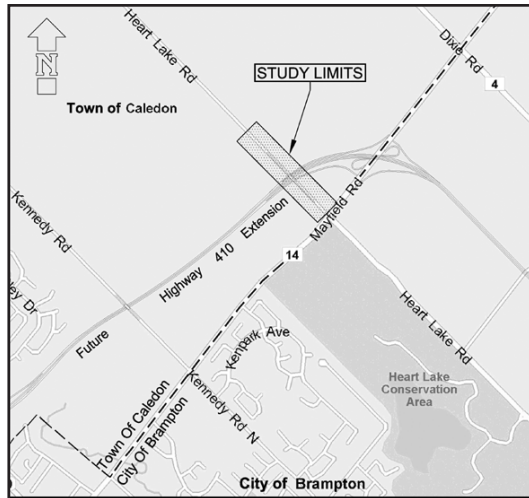 Heart Lake Rd
Dixie Rd
N
STUDY LIMITS
4
Town of Caledon
Kennedy Rd
Mayfield Rd
Future Highway 410 Extension
14
ley Dr
Heart Lake Rd
Kenpark Ave
Heart Lake
Conservation
Area
Kennedy Rd N
Town Of Caledon
City Of Brampton
City of Brampton